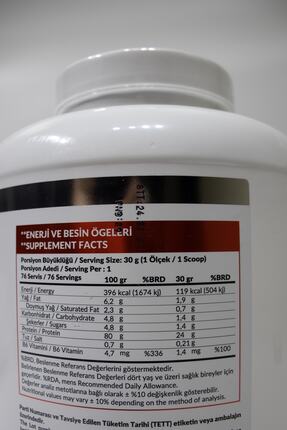 **ENERJİ VE BESİN ÖGELERİ
**SUPPLEMENT FACTS
Porsiyon Büyüklüğü / Serving Size: 30 g (1 Ölçek / 1 Scoop)
Porsiyon Adedi / Serving Per : 1
76 Servis / 76 Servings 100 gr %BRD 30 gr %BRD
Enerji / Energy 396 kcal (1674 kj) 119 kcal (504 kj)
Yağ / Fat 6,2 g 1,9 g
Doymuş Yağ / Saturated Fat 2,3 g 0,7 g
Karbonhidrat / Carbohydrate 4,8 g 1,4 g
Şekerler / Sugars 4,8 g 1,4 g
Protein / Protein 80 g 24 g
Tuz / Salt 0,7 g 0,21 g
B6 Vitamini / B6 Vitamin 4,7 mg %336 1,4 mg %100
%BRD, Beslenme Referans Değerlerini göstermektedir.
Belirlenen Beslenme Referans Değerleri dört yaş ve üzeri sağlıklı bireyler için
geçerlidir. %RDA, mens Recommended Daily Allowance.
Değerler analiz metotlarına bağlı olarak ± %10 değişkenlik gösterebilir.
Nutritional values may vary ± 10% depending on the method of analysis.
Parti Numarası ve Tavsiye Edilen Tüketim Tarihi (TETT) etiketin veya ambalajın